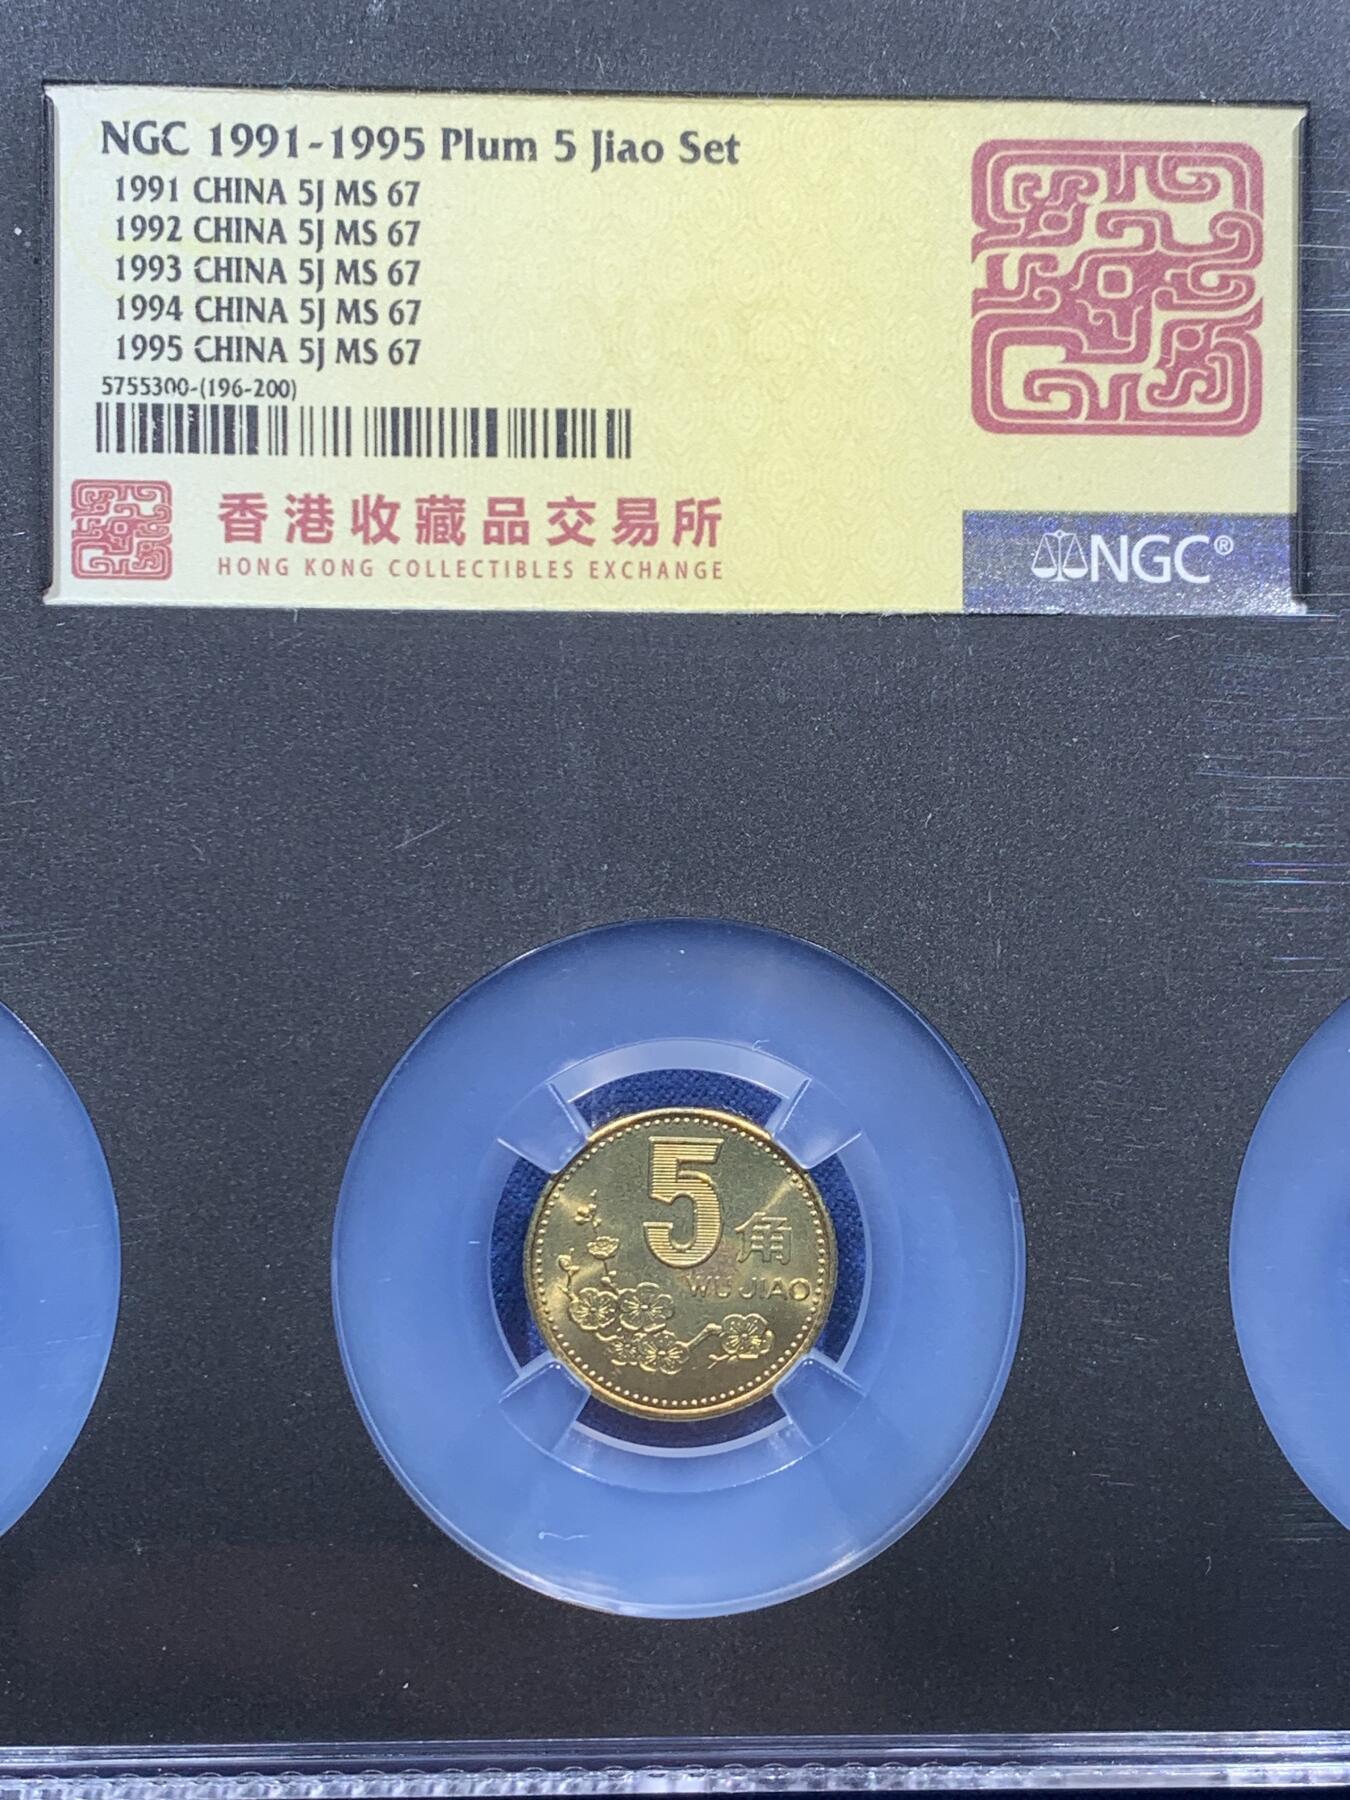 NGC 1991-1995 Plum 5 Jiao Set
1991 CHINA 5J MS 67
1992 CHINA 5J MS 67
1993 CHINA 5J MS 67
1994 CHINA 5J MS 67
1995 CHINA 5J MS 67
5755300-(196-200)
香港收藏品交易所
HONG KONG COLLECTIBLES EXCHANGE
NGC®
5角
WU JIAO